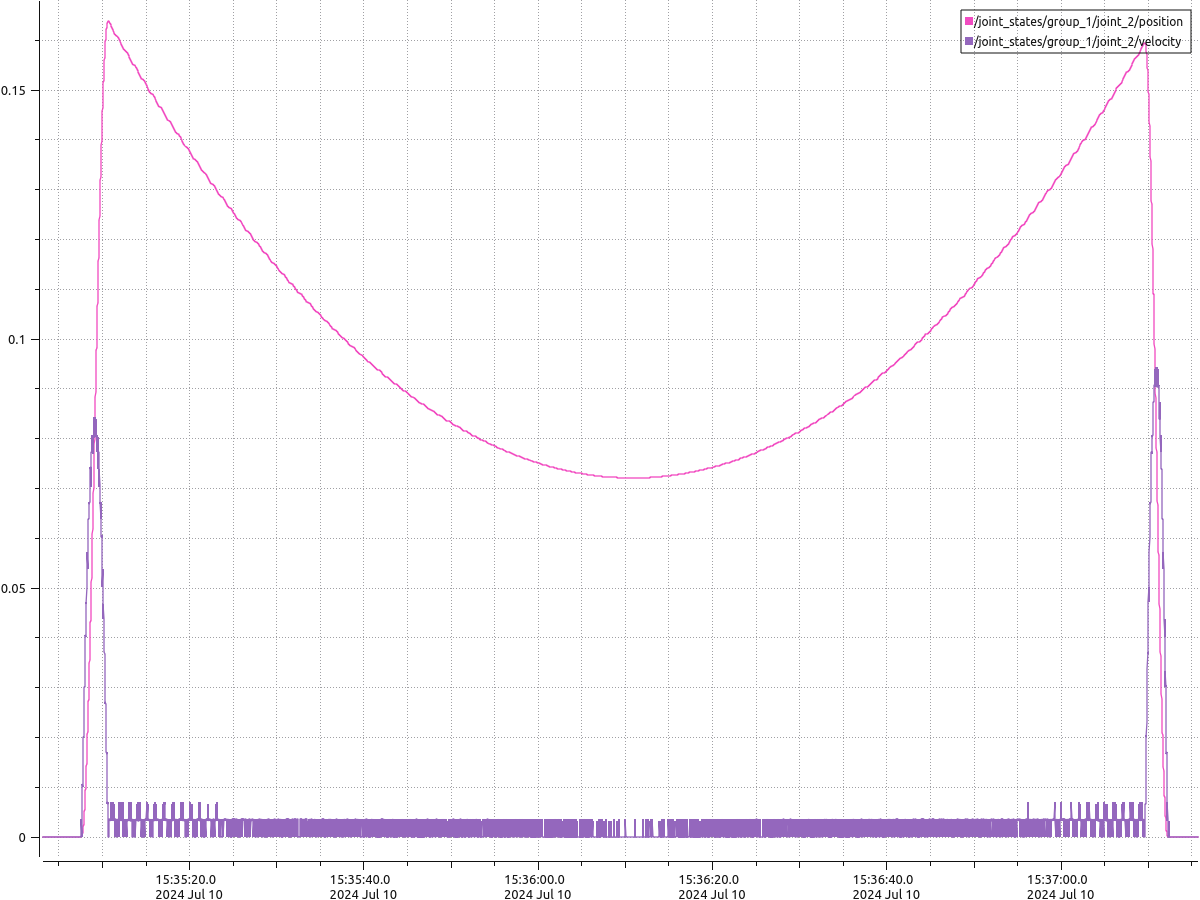 /joint_states/group_1/joint_2/position
/joint_states/group_1/joint_2/velocity
0.15
0.1
0.05
0
15:35:20.0
2024 Jul 10
15:35:40.0
2024 Jul 10
15:36:00.0
2024 Jul 10
15:36:20.0
2024 Jul 10
15:36:40.0
2024 Jul 10
15:37:00.0
2024 Jul 10